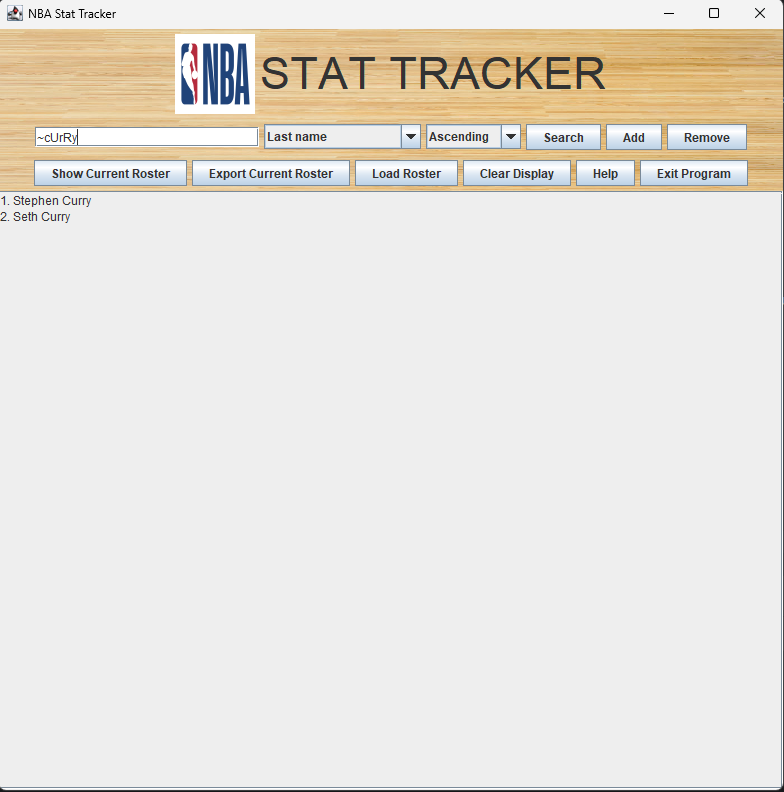 NBA Stat Tracker
NBA STAT TRACKER
~cUrRy Last name Ascending Search Add Remove
Show Current Roster Export Current Roster Load Roster Clear Display Help Exit Program
1. Stephen Curry
2. Seth Curry